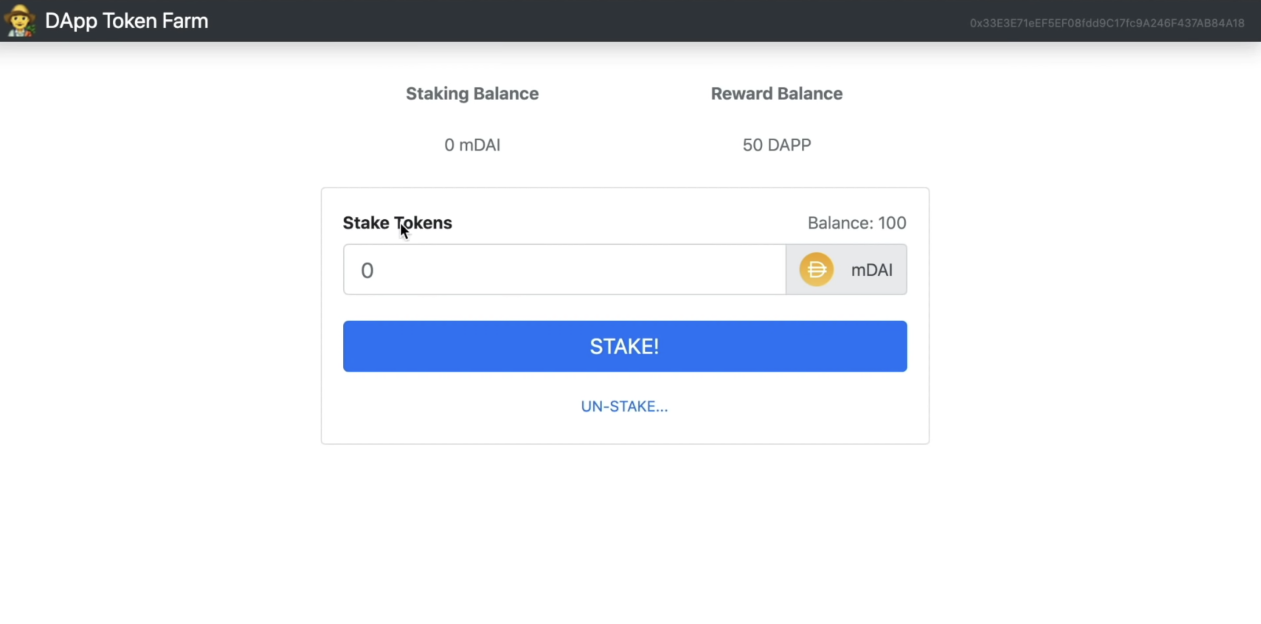 DApp Token Farm
0x33E3E71eEF5EF08fdd9C17fc9A246F437AB84A18
Staking Balance
Reward Balance
0 mDAI
50 DAPP
Stake Tokens
Balance: 100
0
mDAI
STAKE!
UN-STAKE...